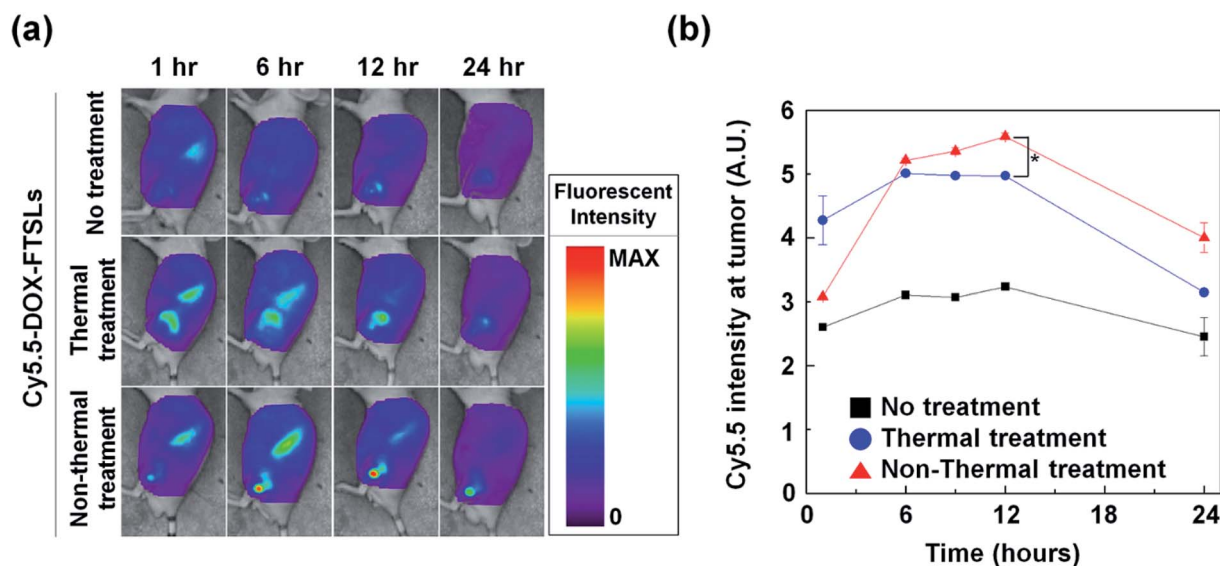 (a)
1 hr 6 hr 12 hr 24 hr
Cy5.5-DOX-FTSLs
No treatment
Thermal
treatment
Non-thermal
treatment
Fluorescent
Intensity
MAX
0
(b)
Cy5.5 intensity at tumor (A.U.)
6
5
4
3
2
1
0
*
No treatment
Thermal treatment
Non-Thermal treatment
0 6 12 18 24
Time (hours)